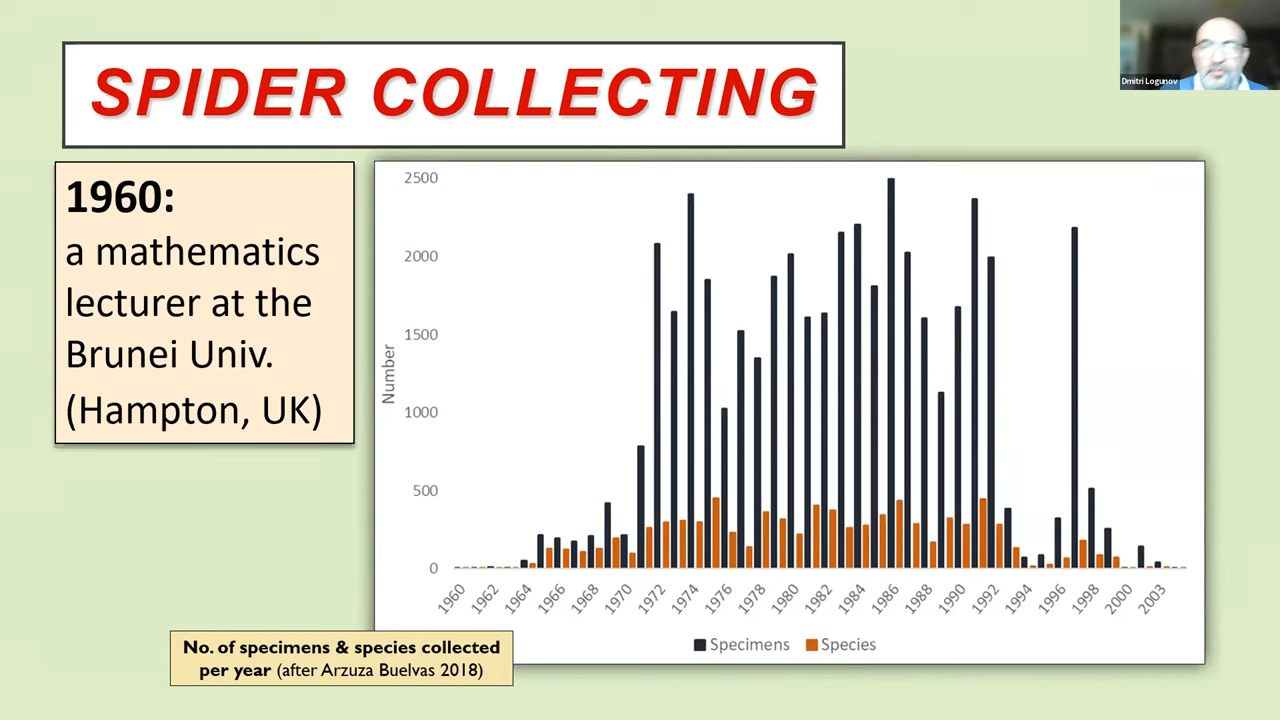 SPIDER COLLECTING
Dmitri Logunov
1960:
a mathematics
lecturer at the
Brunei Univ.
(Hampton, UK)
2500
2000
1500
1000
500
0
Number
1960
1962
1964
1966
1968
1970
1972
1974
1976
1978
1980
1982
1984
1986
1988
1990
1992
1994
1996
1998
2000
2003
Specimens
Species
No. of specimens & species collected
per year (after Arzuza Buelvas 2018)